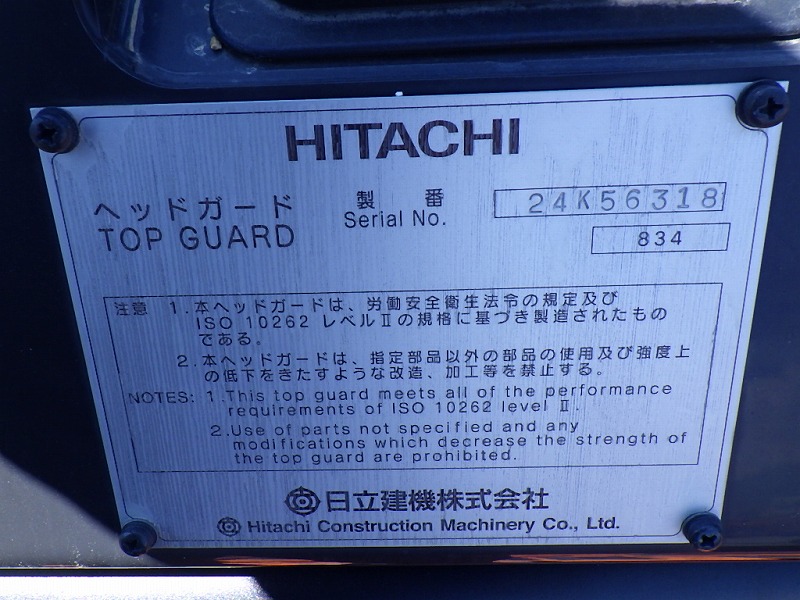 HITACHI
ヘッドガード
TOP GUARD
製 番
Serial No.
24K56318
834
注意 1.本ヘッドガードは、労働安全衛生法令の規定及び
ISO 10262 レベルⅡの規格に基づき製造されたもの
である。
2.本ヘッドガードは、指定部品以外の部品の使用及び強度上
の低下をきたすような改造、加工等を禁止する。
NOTES: 1.This top guard meets all of the performance
requirements of ISO 10262 level Ⅱ.
2.Use of parts not specified and any
modifications which decrease the strength of
the top guard are prohibited.
日立建機株式会社
Hitachi Construction Machinery Co., Ltd.